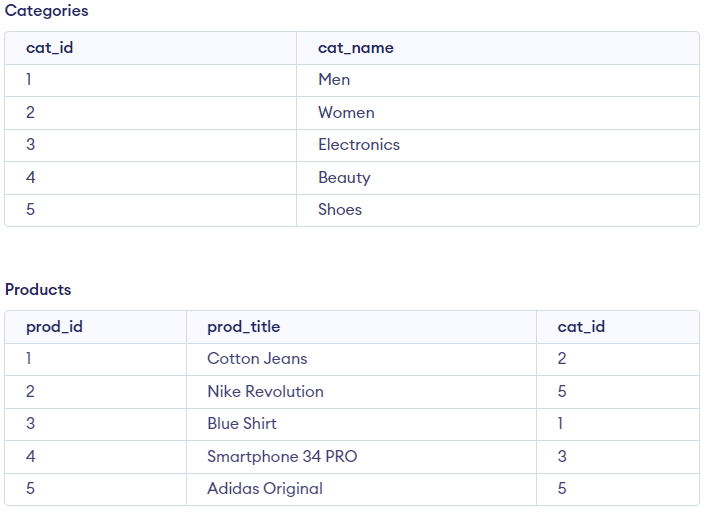 Categories
cat_id cat_name
1 Men
2 Women
3 Electronics
4 Beauty
5 Shoes
Products
prod_id prod_title cat_id
1 Cotton Jeans 2
2 Nike Revolution 5
3 Blue Shirt 1
4 Smartphone 34 PRO 3
5 Adidas Original 5